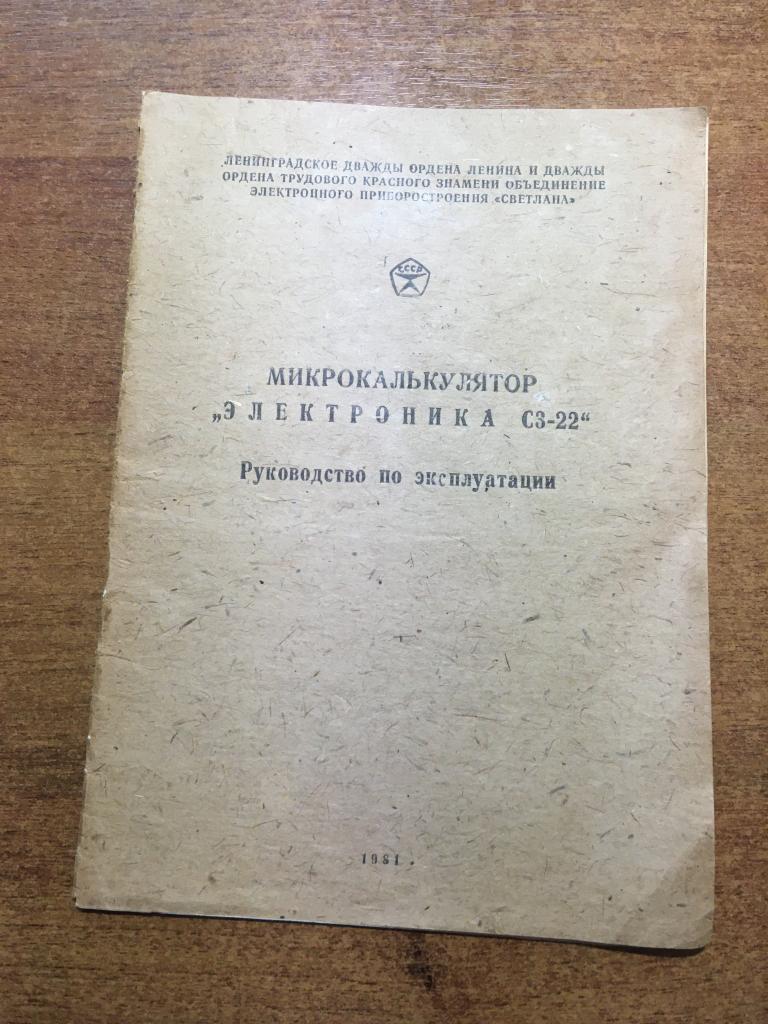 ЛЕНИНГРАДСКОЕ ДВАЖДЫ ОРДЕНА ЛЕНИНА И ДВАЖДЫ
ОРДЕНА ТРУДОВОГО КРАСНОГО ЗНАМЕНИ ОБЪЕДИНЕНИЕ
ЭЛЕКТРОННОГО ПРИБОРОСТРОЕНИЯ «СВЕТЛАНА»
СССР
МИКРОКАЛЬКУЛЯТОР
„ЭЛЕКТРОНИКА С3-22“
Руководство по эксплуатации
1981